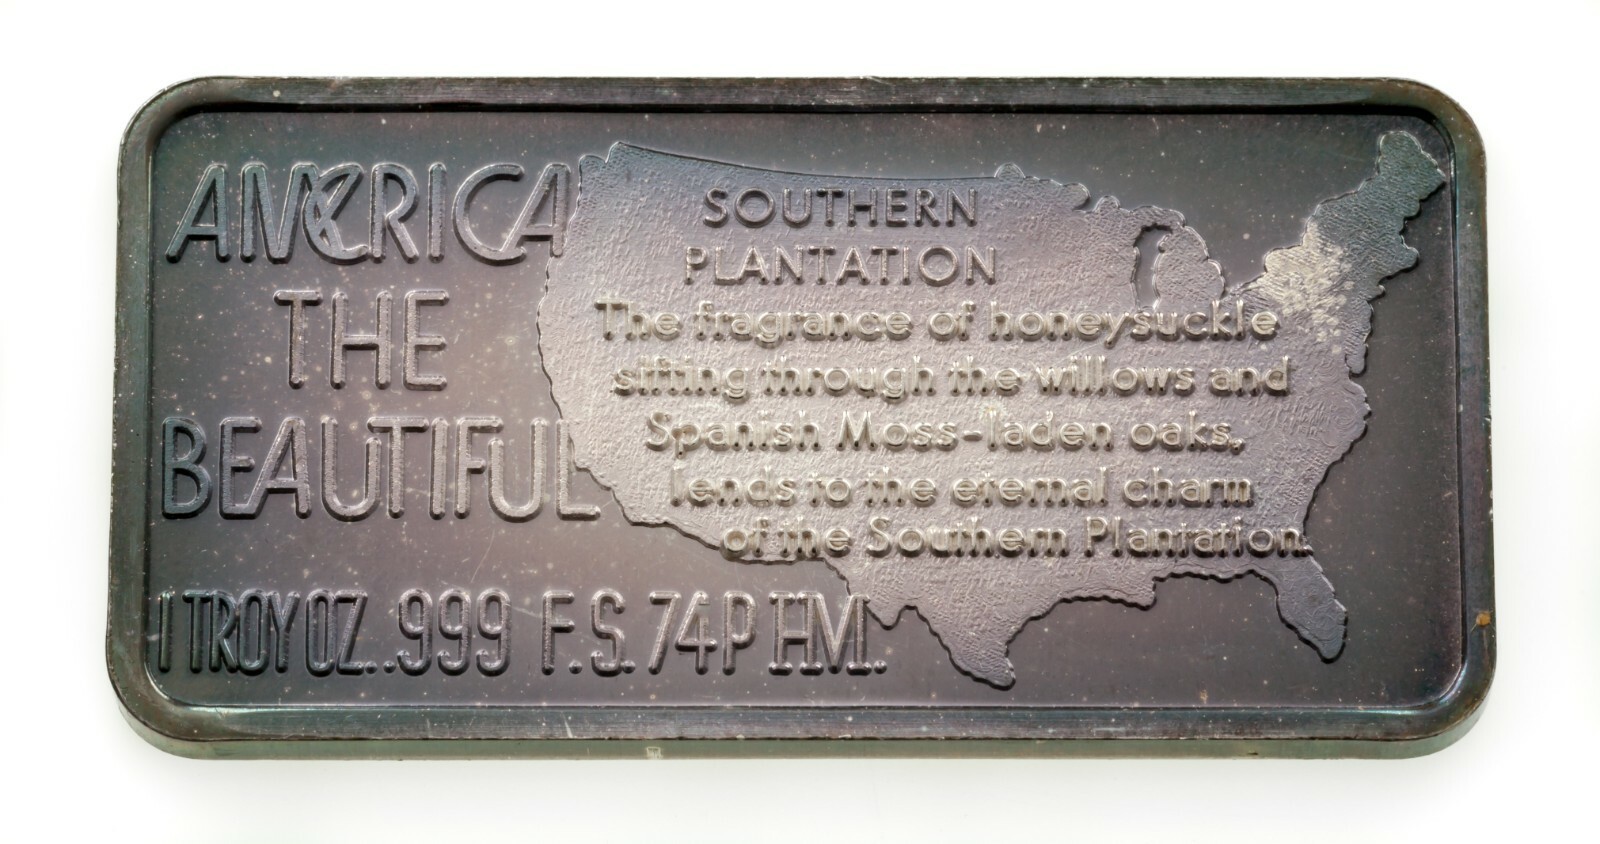 AMERICA
THE
BEAUTIFUL
1 TROY OZ..999 F.S. 74P HM.
SOUTHERN
PLANTATION
The fragrance of honeysuckle
sifting through the willows and
Spanish Moss-laden oaks,
lends to the eternal charm
of the Southern Plantation.